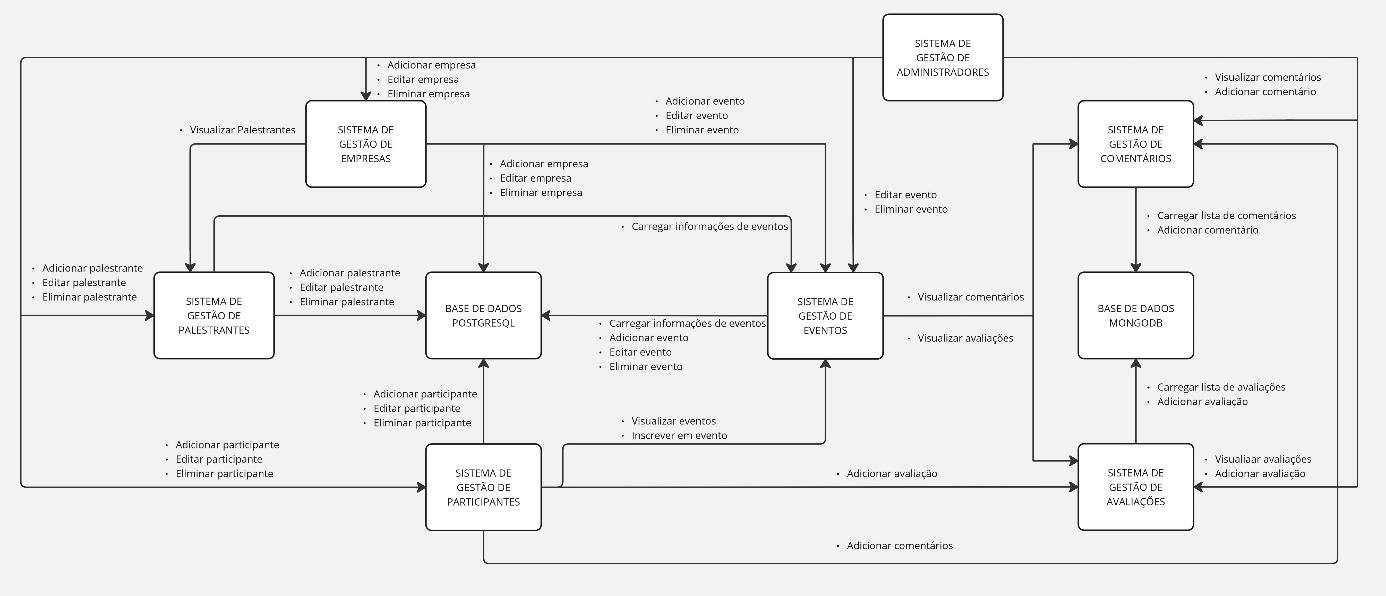 SISTEMA DE
GESTÃO DE
ADMINISTRADORES
• Adicionar empresa
• Editar empresa
• Eliminar empresa
• Visualizar comentários
• Adicionar comentário
• Visualizar Palestrantes
SISTEMA DE
GESTÃO DE
EMPRESAS
• Adicionar evento
• Editar evento
• Eliminar evento
SISTEMA DE
GESTÃO DE
COMENTÁRIOS
• Adicionar empresa
• Editar empresa
• Eliminar empresa
• Editar evento
• Eliminar evento
• Carregar informações de eventos
• Carregar lista de comentários
• Adicionar comentário
• Adicionar palestrante
• Editar palestrante
• Eliminar palestrante
SISTEMA DE
GESTÃO DE
PALESTRANTES
• Adicionar palestrante
• Editar palestrante
• Eliminar palestrante
BASE DE DADOS
POSTGRESQL
• Carregar informações de eventos
• Adicionar evento
• Editar evento
• Eliminar evento
SISTEMA DE
GESTÃO DE
EVENTOS
• Visualizar comentários
• Visualizar avaliações
BASE DE DADOS
MONGODB
• Adicionar participante
• Editar participante
• Eliminar participante
• Carregar lista de avaliações
• Adicionar avaliação
• Adicionar participante
• Editar participante
• Eliminar participante
• Visualizar eventos
• Inscrever em evento
SISTEMA DE
GESTÃO DE
PARTICIPANTES
• Adicionar avaliação
SISTEMA DE
GESTÃO DE
AVALIAÇÕES
• Visualiaar avaliações
• Adicionar avaliação
• Adicionar comentários